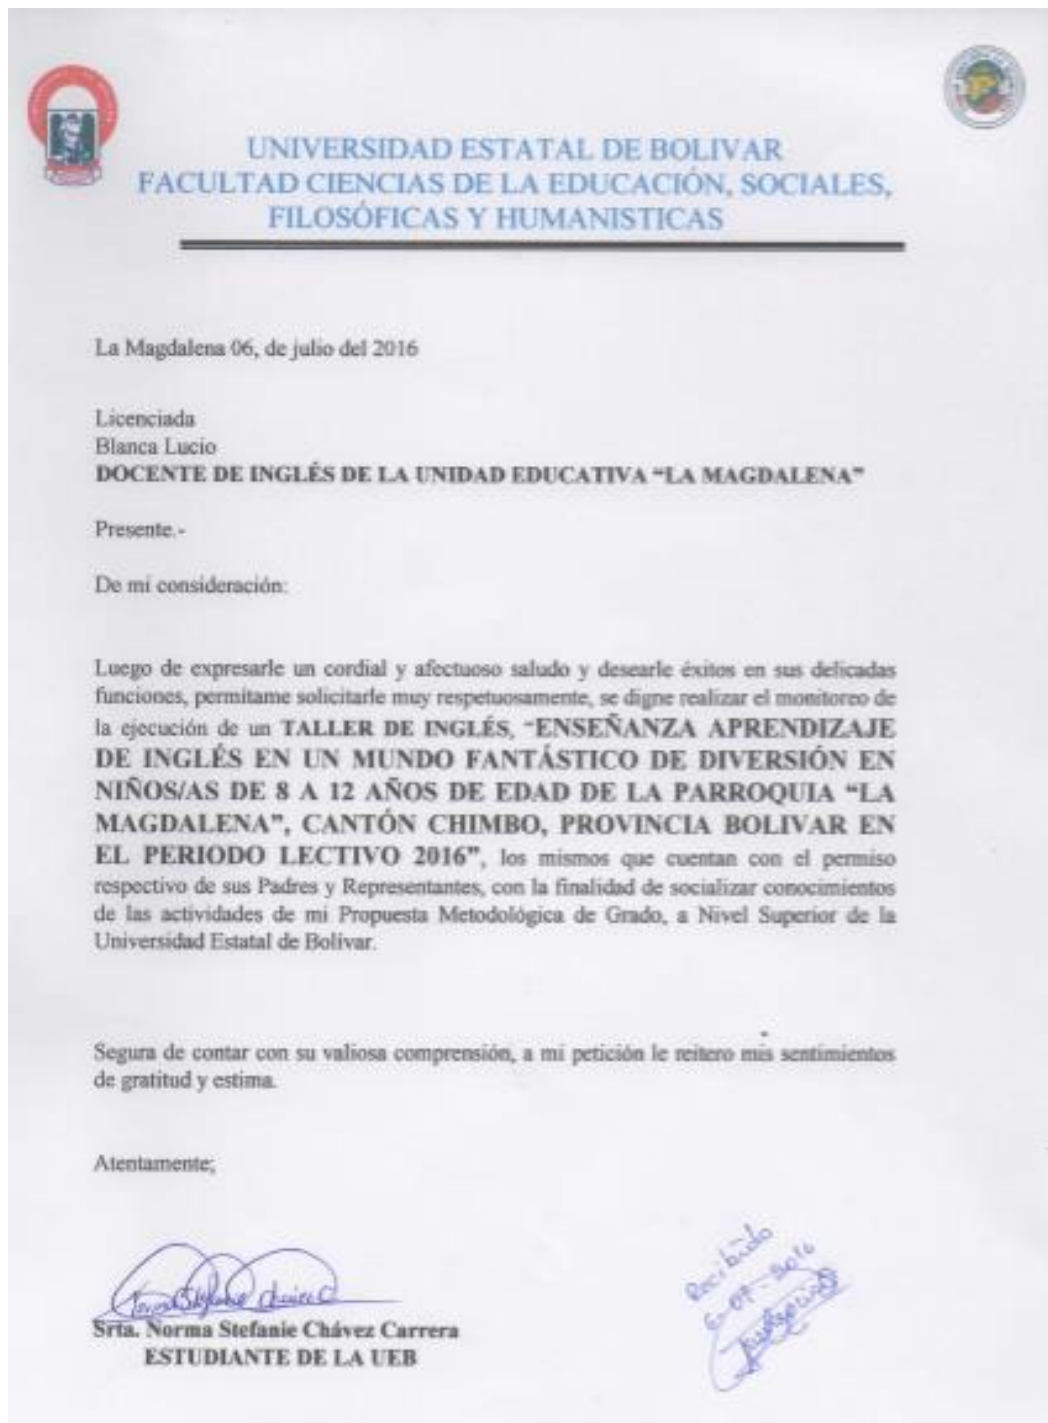 UNIVERSIDAD ESTATAL DE BOLIVAR
FACULTAD CIENCIAS DE LA EDUCACIÓN, SOCIALES,
FILOSÓFICAS Y HUMANISTICAS
La Magdalena 06, de julio del 2016
Licenciada
Blanca Lucio
DOCENTE DE INGLÉS DE LA UNIDAD EDUCATIVA “LA MAGDALENA”
Presente.-
De mi consideración:
Luego de expresarle un cordial y afectuoso saludo y desearle éxitos en sus delicadas
funciones, permítame solicitarle muy respetuosamente, se digne realizar el monitoreo de
la ejecución de un TALLER DE INGLÉS, “ENSEÑANZA APRENDIZAJE
DE INGLÉS EN UN MUNDO FANTÁSTICO DE DIVERSIÓN EN
NIÑOS/AS DE 8 A 12 AÑOS DE EDAD DE LA PARROQUIA “LA
MAGDALENA”, CANTÓN CHIMBO, PROVINCIA BOLIVAR EN
EL PERIODO LECTIVO 2016”, los mismos que cuentan con el permiso
respectivo de sus Padres y Representantes, con la finalidad de socializar conocimientos
de las actividades de mi Propuesta Metodológica de Grado, a Nivel Superior de la
Universidad Estatal de Bolívar.
Segura de contar con su valiosa comprensión, a mi petición le reitero mis sentimientos
de gratitud y estima.
Atentamente;
Srta. Norma Stefanie Chávez Carrera
ESTUDIANTE DE LA UEB
Recibido
6-07-2016